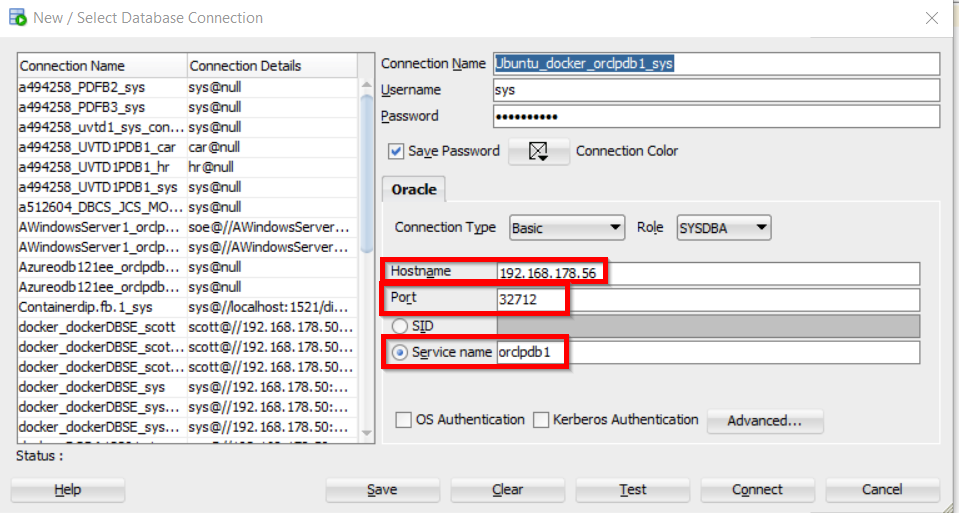 New / Select Database Connection
Connection Name Connection Details
a494258_PDFB2_sys sys@null
a494258_PDFB3_sys sys@null
a494258_uvtd1_sys_con... sys@null
a494258_UVTD1PDB1_car car@null
a494258_UVTD1PDB1_hr hr@null
a494258_UVTD1PDB1_sys sys@null
a512604_DBCS_JCS_MO... sys@null
AWindowsServer1_orclp... soe@//AWindowsServer...
AWindowsServer1_orclp... sys@//AWindowsServer...
Azureodb121ee_orclpdb... sys@null
Azureodb121ee_orclpdb... sys@null
Containerdip.fb.1_sys sys@//localhost:1521/di...
docker_dockerDBSE_scott scott@//192.168.178.50...
docker_dockerDBSE_scot... scott@//192.168.178.50...
docker_dockerDBSE_scot... scott@//192.168.178.50...
docker_dockerDBSE_sys sys@//192.168.178.50:...
docker_dockerDBSE_sys... sys@//192.168.178.50:...
docker_dockerDBSE_sys... sys@//192.168.178.50:...
Connection Name Ubuntu_docker_orclpdb1_sys
Username sys
Password ••••••••••
Save Password Connection Color
Oracle
Connection Type Basic Role SYSDBA
Hostname 192.168.178.56
Port 32712
SID
Service name orclpdb1
OS Authentication Kerberos Authentication Advanced...
Status :
Help Save Clear Test Connect Cancel